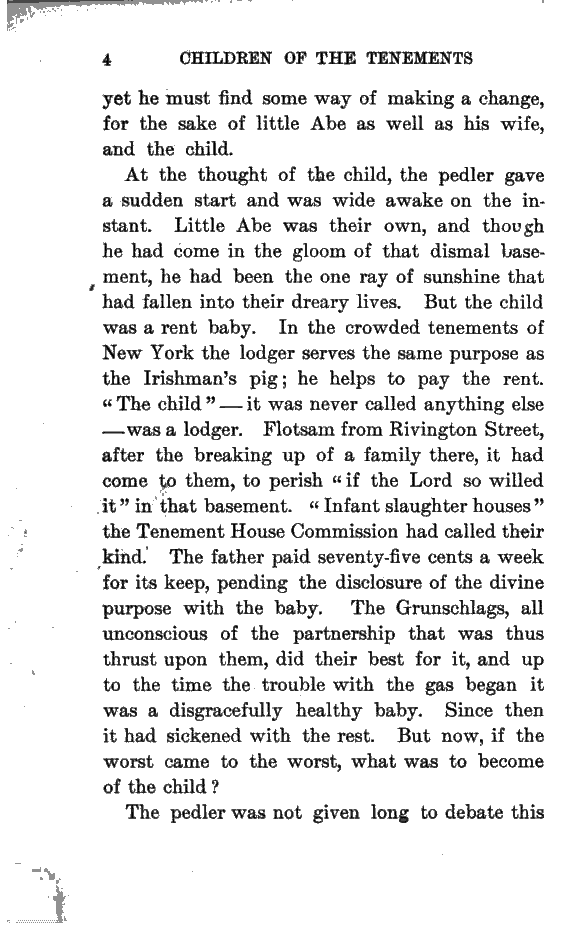 4 CHILDREN OF THE TENEMENTS
yet he must find some way of making a change,
for the sake of little Abe as well as his wife,
and the child.
At the thought of the child, the pedler gave
a sudden start and was wide awake on the in-
stant. Little Abe was their own, and though
he had come in the gloom of that dismal base-
ment, he had been the one ray of sunshine that
had fallen into their dreary lives. But the child
was a rent baby. In the crowded tenements of
New York the lodger serves the same purpose as
the Irishman's pig; he helps to pay the rent.
"The child" — it was never called anything else
—was a lodger. Flotsam from Rivington Street,
after the breaking up of a family there, it had
come to them, to perish "if the Lord so willed
it" in that basement. "Infant slaughter houses"
the Tenement House Commission had called their
kind. The father paid seventy-five cents a week
for its keep, pending the disclosure of the divine
purpose with the baby. The Grunschlags, all
unconscious of the partnership that was thus
thrust upon them, did their best for it, and up
to the time the trouble with the gas began it
was a disgracefully healthy baby. Since then
it had sickened with the rest. But now, if the
worst came to the worst, what was to become
of the child?
The pedler was not given long to debate this